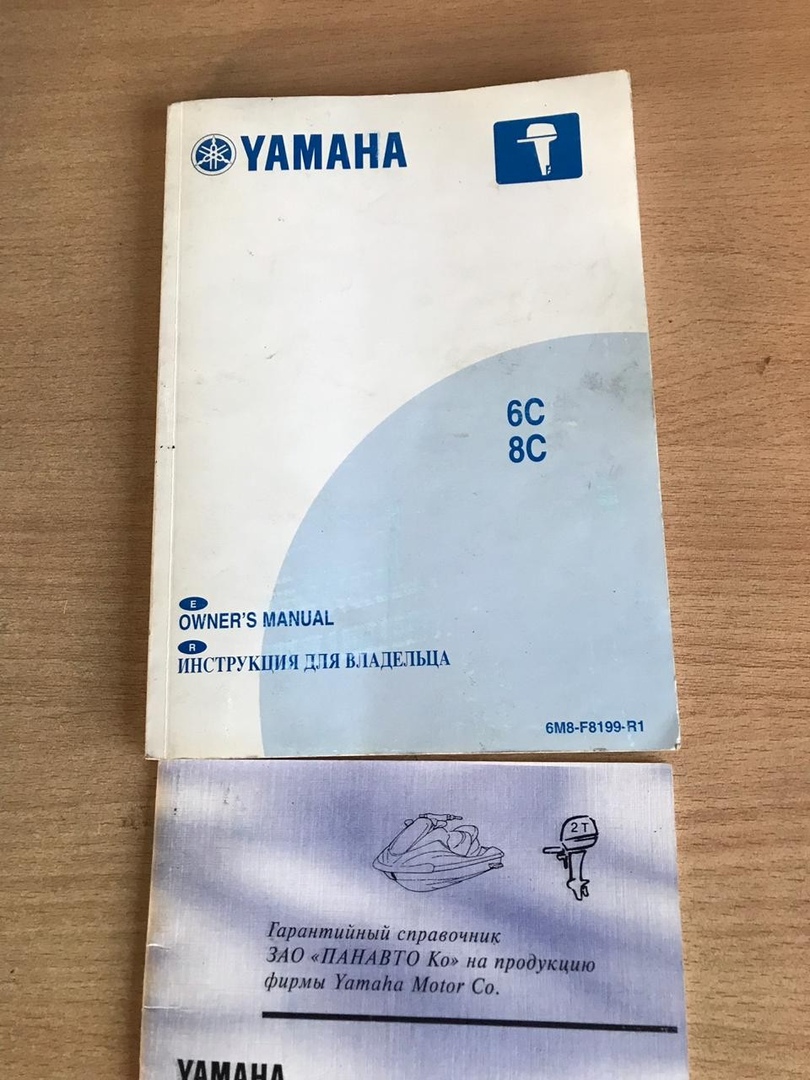 YAMAHA
6C
8C
E
OWNER'S MANUAL
R
ИНСТРУКЦИЯ ДЛЯ ВЛАДЕЛЬЦА
6M8-F8199-R1
2T
Гарантийный справочник
ЗАО «ПАНАВТО Ко» на продукцию
фирмы Yamaha Motor Co.
YAMAHA